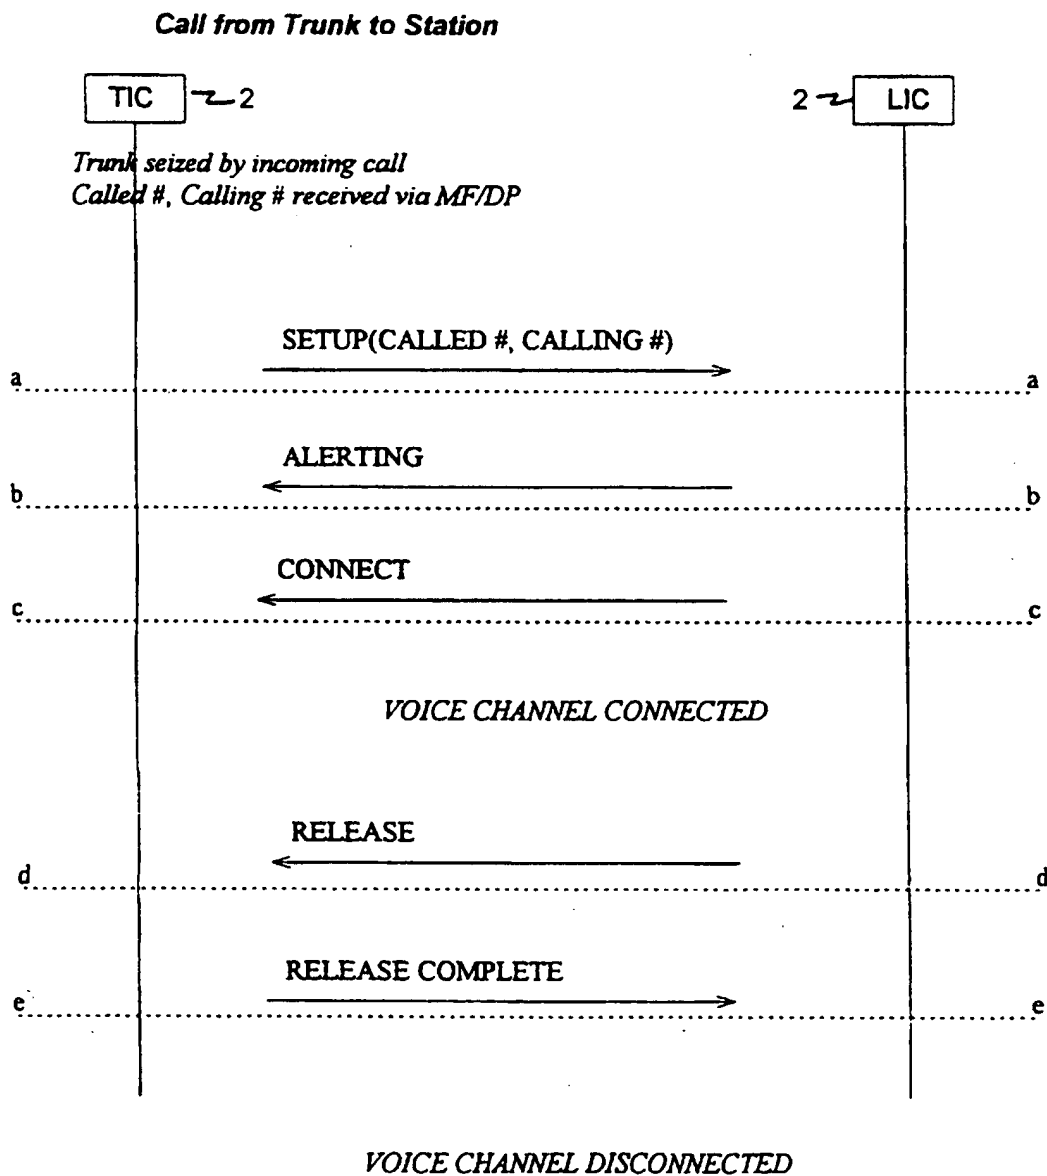 Call from Trunk to Station
TIC 2 2 LIC
Trunk seized by incoming call
Called #, Calling # received via MF/DP
SETUP(CALLED #, CALLING #)
a a
ALERTING
b b
CONNECT
c c
VOICE CHANNEL CONNECTED
RELEASE
d d
RELEASE COMPLETE
e e
VOICE CHANNEL DISCONNECTED